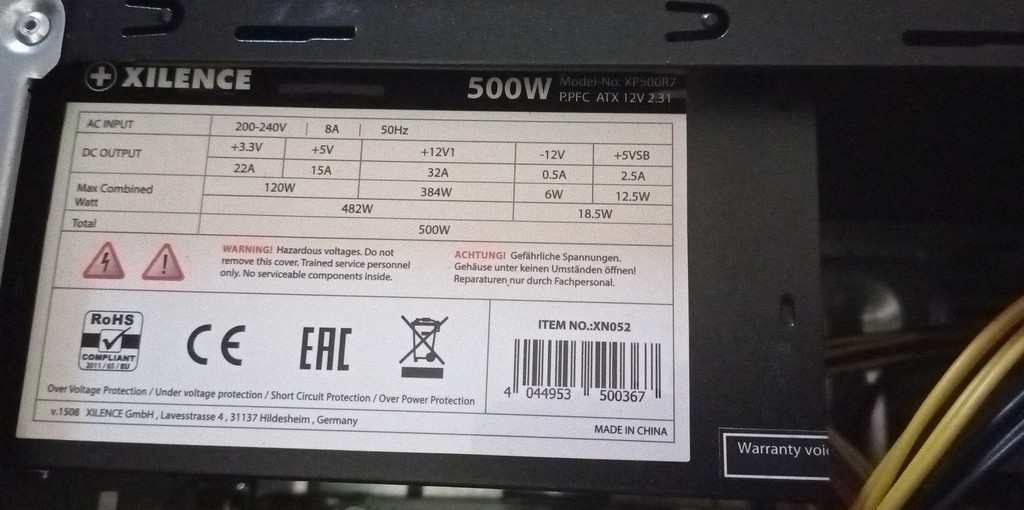 XILENCE
500W
Model-No: XP500R7
P.PFC ATX 12V 2.31
AC INPUT 200-240V | 8A | 50Hz
DC OUTPUT +3.3V +5V +12V1 -12V +5VSB
22A 15A 32A 0.5A 2.5A
Max Combined
Watt
120W 384W 6W 12.5W
482W 18.5W
Total 500W
WARNING! Hazardous voltages. Do not
remove this cover. Trained service personnel
only. No serviceable components inside.
ACHTUNG! Gefährliche Spannungen.
Gehäuse unter keinen Umständen öffnen!
Reparaturen nur durch Fachpersonal.
RoHS
COMPLIANT
2011/65/EU
CE
EAC
ITEM NO.:XN052
4 044953 500367
Over Voltage Protection / Under voltage protection / Short Circuit Protection / Over Power Protection
v.1508 XILENCE GmbH, Lavesstrasse 4, 31137 Hildesheim, Germany
MADE IN CHINA
Warranty voi